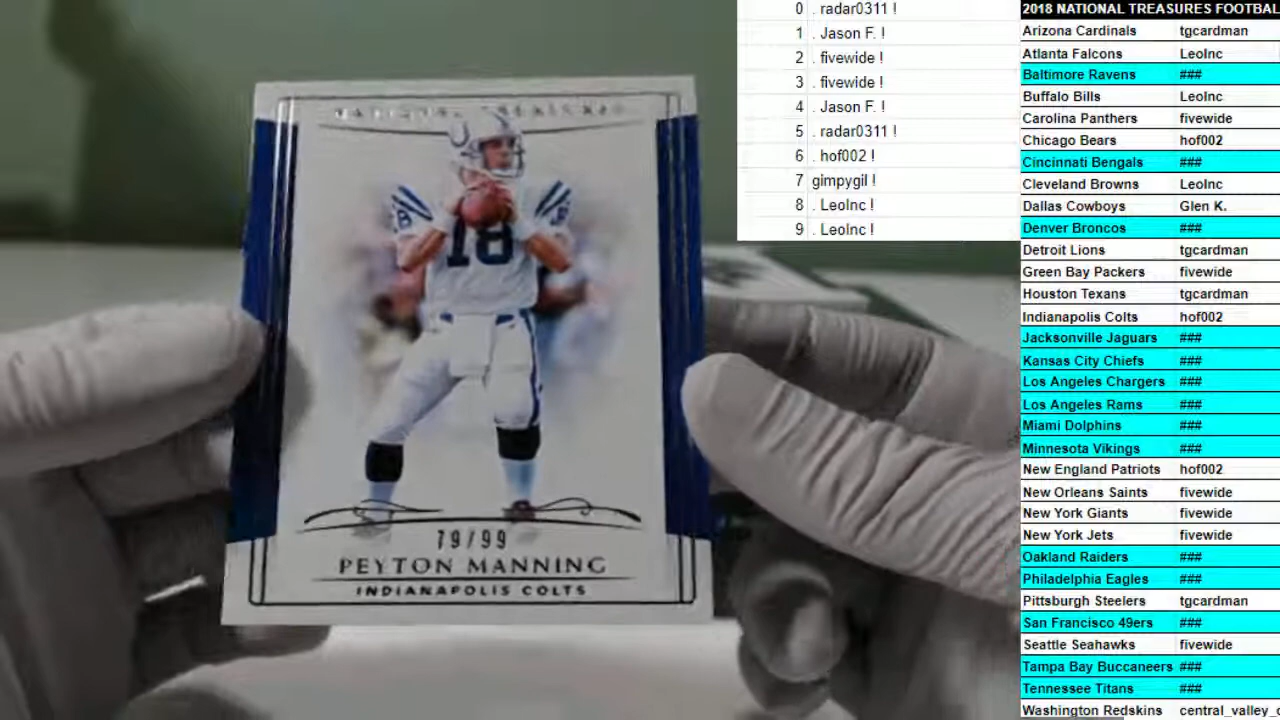 NATIONAL TREASURES
18
79/99
PEYTON MANNING
INDIANAPOLIS COLTS
0 . radar0311 !
1 . Jason F. !
2 . fivewide !
3 . fivewide !
4 . Jason F. !
5 . radar0311 !
6 . hof002 !
7 gimpygil !
8 . LeoInc !
9 . LeoInc !
2018 NATIONAL TREASURES FOOTBAL
Arizona Cardinals tgcardman
Atlanta Falcons LeoInc
Baltimore Ravens ###
Buffalo Bills LeoInc
Carolina Panthers fivewide
Chicago Bears hof002
Cincinnati Bengals ###
Cleveland Browns LeoInc
Dallas Cowboys Glen K.
Denver Broncos ###
Detroit Lions tgcardman
Green Bay Packers fivewide
Houston Texans tgcardman
Indianapolis Colts hof002
Jacksonville Jaguars ###
Kansas City Chiefs ###
Los Angeles Chargers ###
Los Angeles Rams ###
Miami Dolphins ###
Minnesota Vikings ###
New England Patriots hof002
New Orleans Saints fivewide
New York Giants fivewide
New York Jets fivewide
Oakland Raiders ###
Philadelphia Eagles ###
Pittsburgh Steelers tgcardman
San Francisco 49ers ###
Seattle Seahawks fivewide
Tampa Bay Buccaneers ###
Tennessee Titans ###
Washington Redskins central_valley_